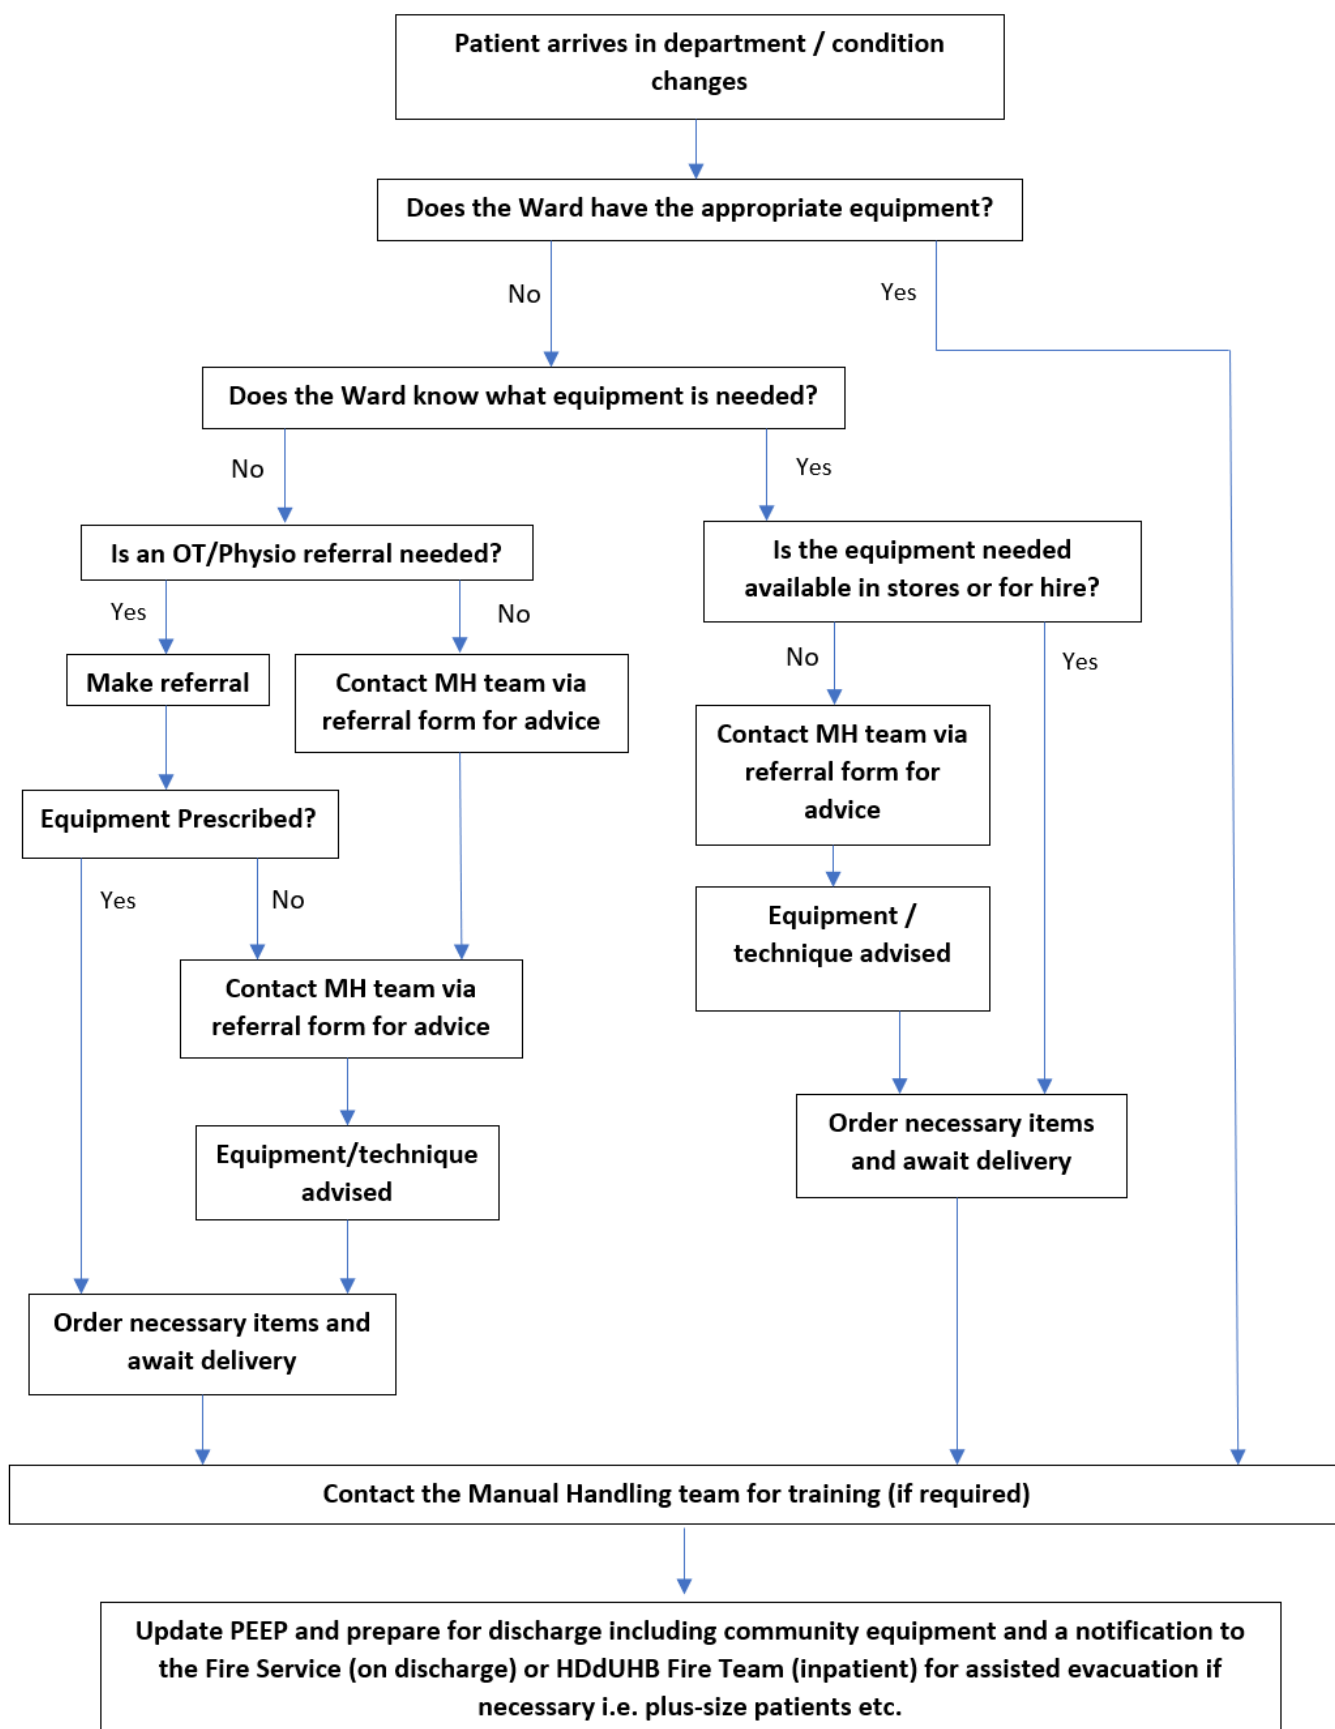 Patient arrives in department / condition
changes
Does the Ward have the appropriate equipment?
No
Yes
Does the Ward know what equipment is needed?
No
Yes
Is an OT/Physio referral needed?
Is the equipment needed
available in stores or for hire?
Yes
No
No
Yes
Make referral
Contact MH team via
referral form for advice
Contact MH team via
referral form for
advice
Equipment Prescribed?
Yes
No
Equipment /
technique advised
Contact MH team via
referral form for advice
Order necessary items
and await delivery
Equipment/technique
advised
Order necessary items and
await delivery
Contact the Manual Handling team for training (if required)
Update PEEP and prepare for discharge including community equipment and a notification to
the Fire Service (on discharge) or HDdUHB Fire Team (inpatient) for assisted evacuation if
necessary i.e. plus-size patients etc.